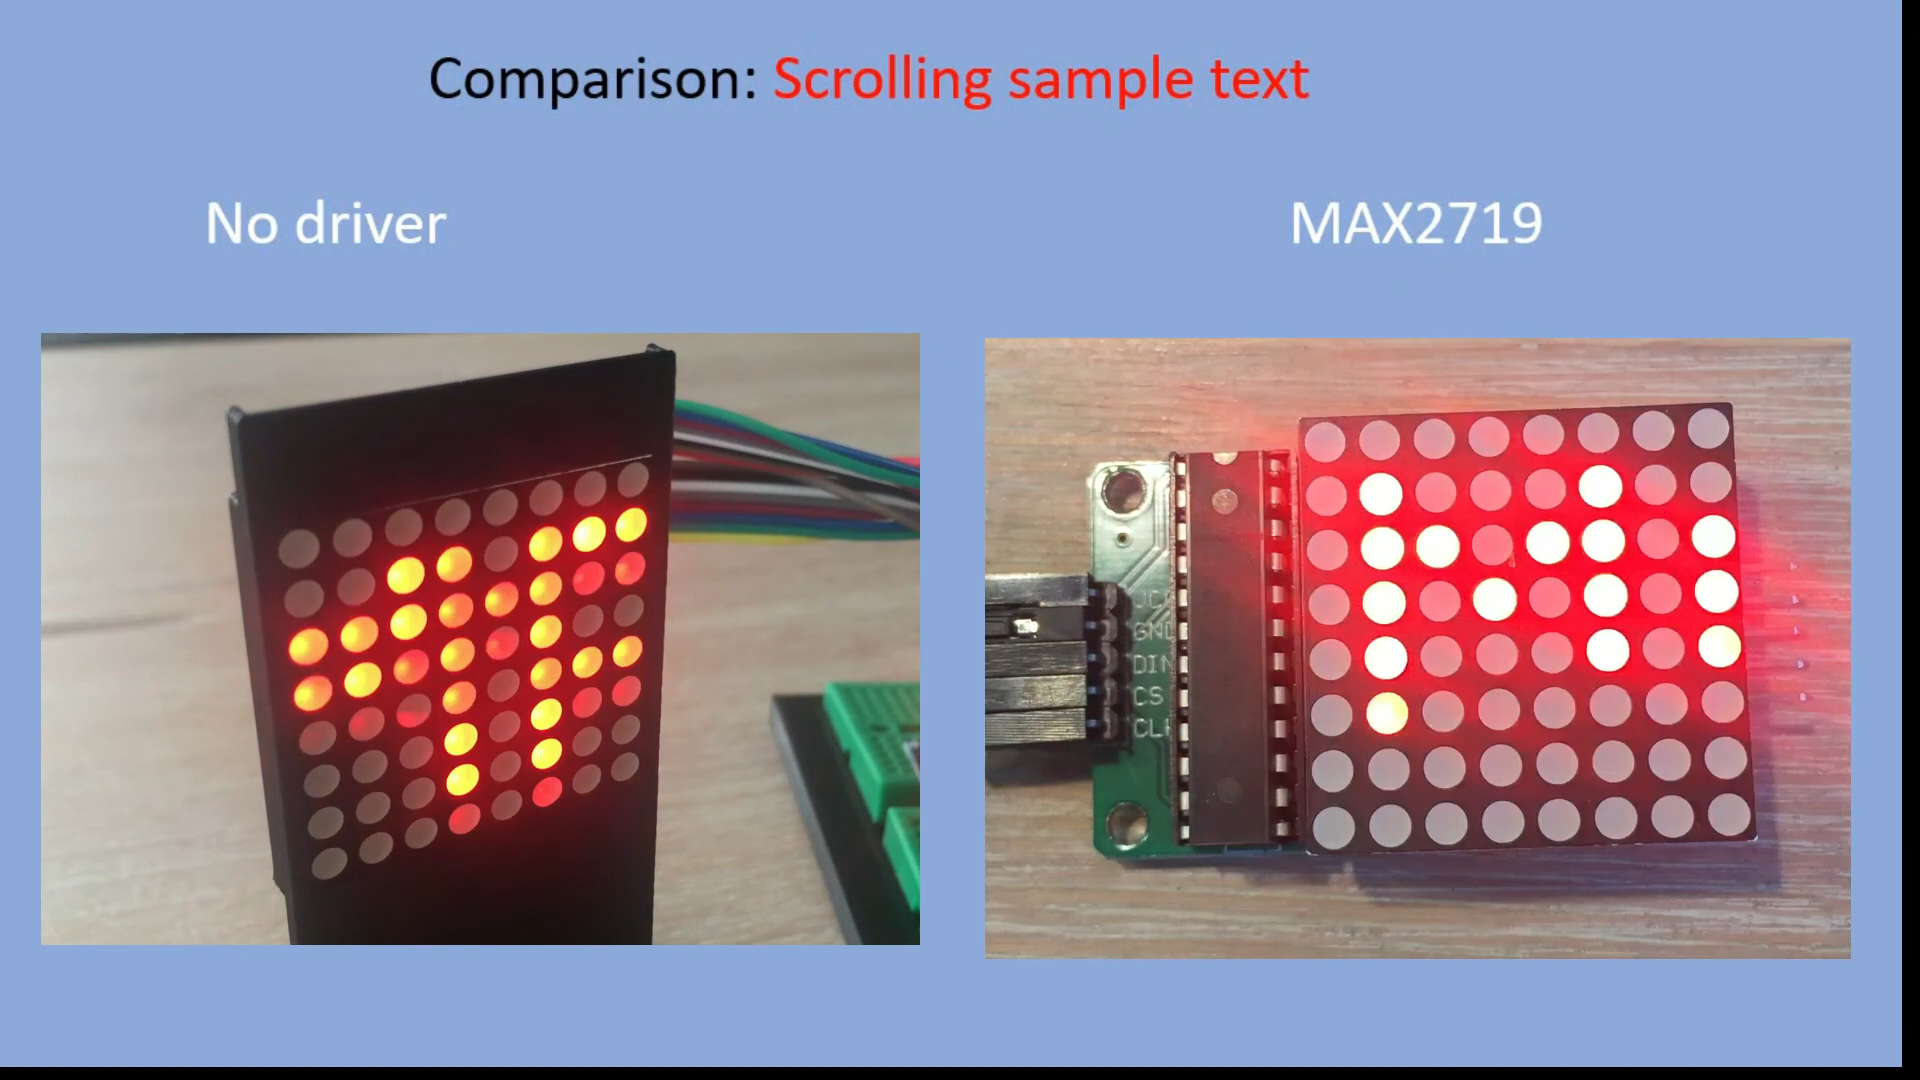 Comparison: Scrolling sample text
No driver
MAX2719
GND
DIN
CS